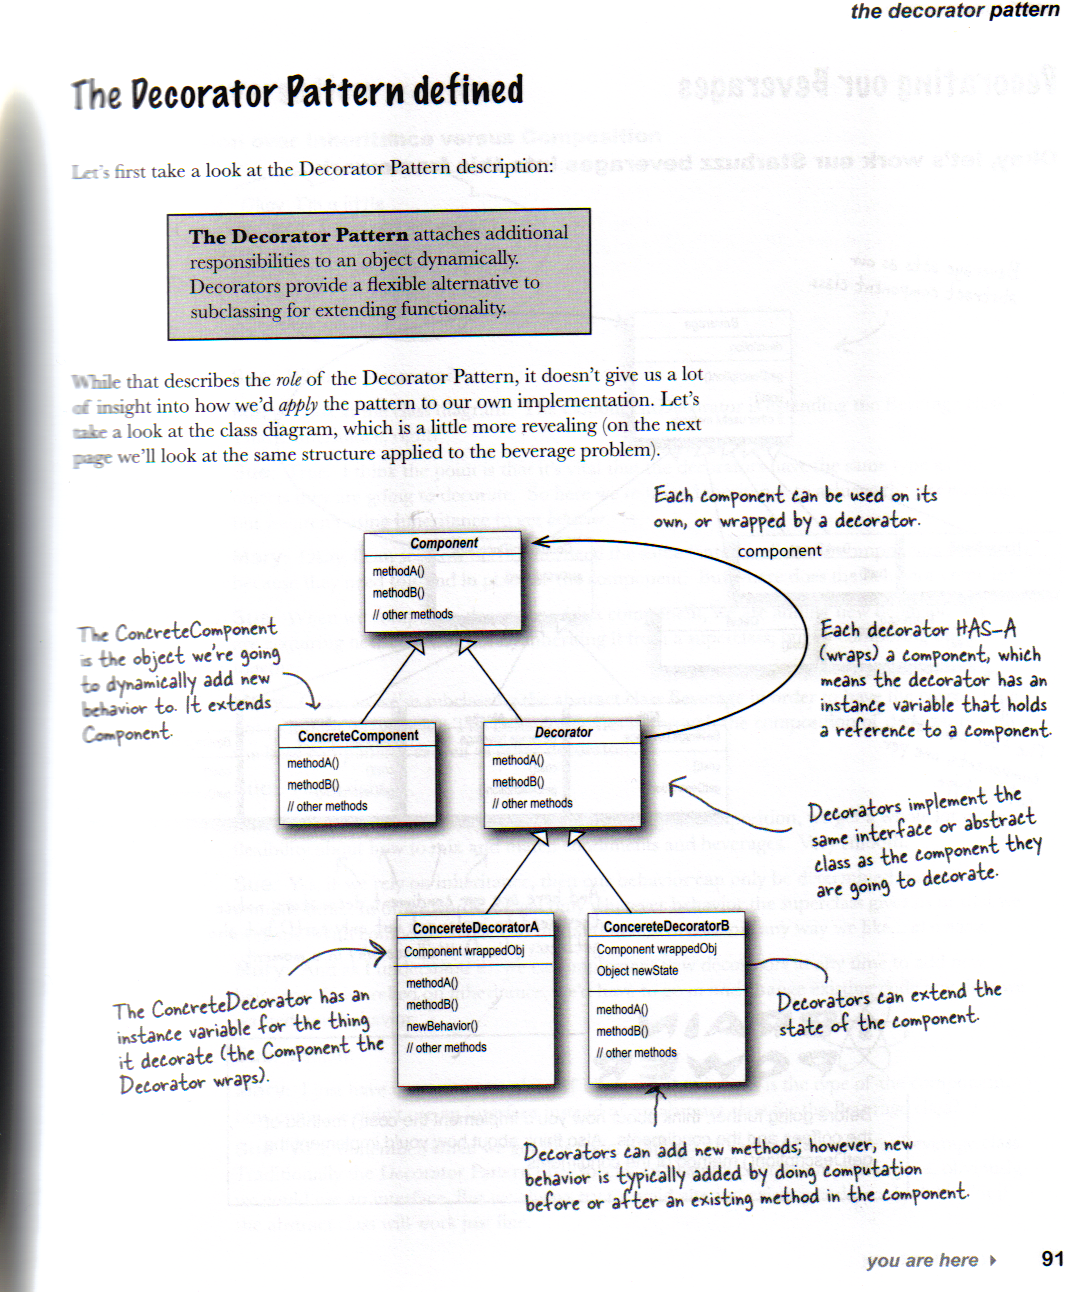 the decorator pattern
The Decorator Pattern defined
Let's first take a look at the Decorator Pattern description:
The Decorator Pattern attaches additional
responsibilities to an object dynamically.
Decorators provide a flexible alternative to
subclassing for extending functionality.
While that describes the role of the Decorator Pattern, it doesn't give us a lot
of insight into how we'd apply the pattern to our own implementation. Let's
take a look at the class diagram, which is a little more revealing (on the next
page we'll look at the same structure applied to the beverage problem).
Each component can be used on its
own, or wrapped by a decorator.
component
Component
methodA()
methodB()
// other methods
The ConcreteComponent
is the object we're going
to dynamically add new
behavior to. It extends
Component.
Each decorator HAS-A
(wraps) a component, which
means the decorator has an
instance variable that holds
a reference to a component.
ConcreteComponent
methodA()
methodB()
// other methods
Decorator
methodA()
methodB()
// other methods
Decorators implement the
same interface or abstract
class as the component they
are going to decorate.
ConcereteDecoratorA
Component wrappedObj
methodA()
methodB()
newBehavior()
// other methods
ConcereteDecoratorB
Component wrappedObj
Object newState
methodA()
methodB()
// other methods
The ConcreteDecorator has an
instance variable for the thing
it decorate (the Component the
Decorator wraps).
Decorators can extend the
state of the component.
Decorators can add new methods; however, new
behavior is typically added by doing computation
before or after an existing method in the component.
you are here ▸ 91